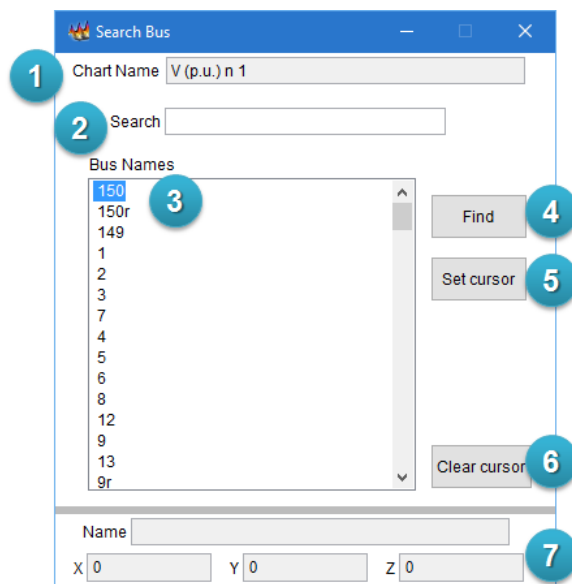 Search Bus
1 Chart Name V (p.u.) n 1
2 Search
Bus Names
150
150r
149
1
2
3
7
4
5
6
8
12
9
13
9r
3
Find 4
Set cursor 5
Clear cursor 6
Name
X 0 Y 0 Z 0
7